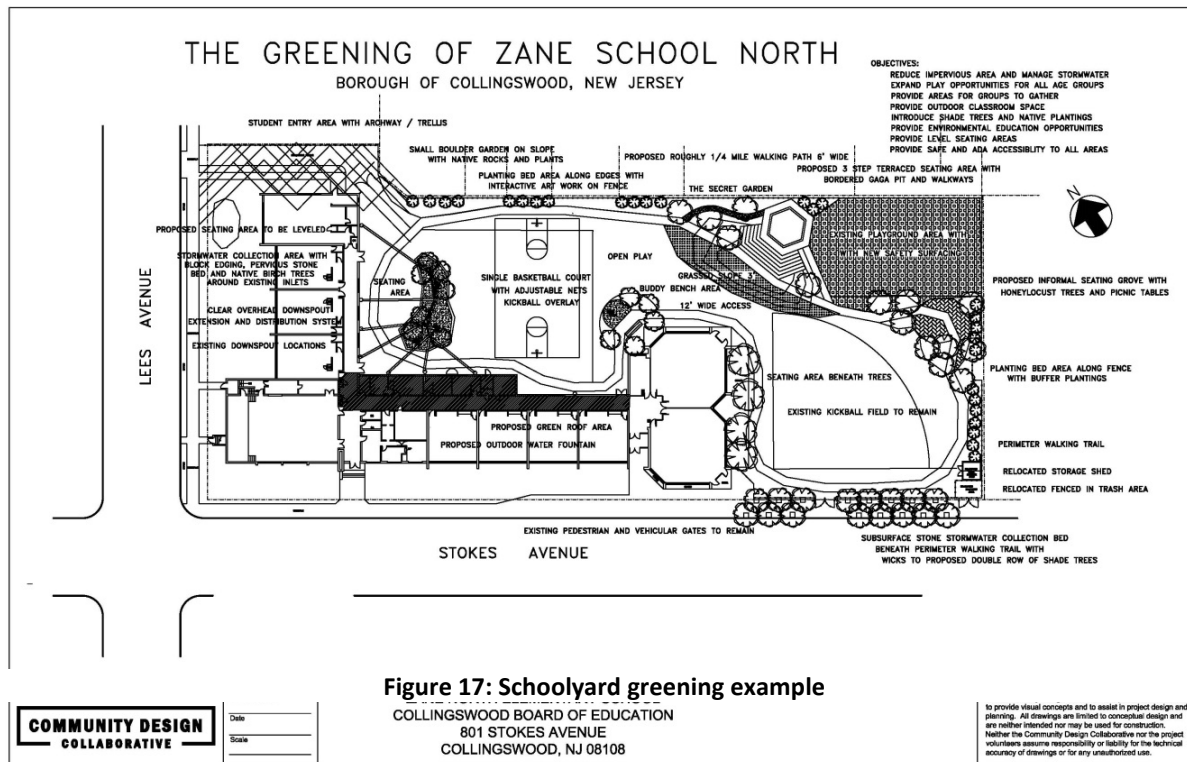 THE GREENING OF ZANE SCHOOL NORTH
BOROUGH OF COLLINGSWOOD, NEW JERSEY
OBJECTIVES:
REDUCE IMPERVIOUS AREA AND MANAGE STORMWATER
EXPAND PLAY OPPORTUNITIES FOR ALL AGE GROUPS
PROVIDE AREAS FOR GROUPS TO GATHER
PROVIDE OUTDOOR CLASSROOM SPACE
INTRODUCE SHADE TREES AND NATIVE PLANTINGS
PROVIDE ENVIRONMENTAL EDUCATION OPPORTUNITIES
PROVIDE LEVEL SEATING AREAS
PROVIDE SAFE AND ADA ACCESSIBLITY TO ALL AREAS
STUDENT ENTRY AREA WITH ARCHWAY / TRELLIS
SMALL BOULDER GARDEN ON SLOPE
WITH NATIVE ROCKS AND PLANTS
PLANTING BED AREA ALONG EDGES WITH
INTERACTIVE ART WORK ON FENCE
PROPOSED ROUGHLY 1/4 MILE WALKING PATH 6' WIDE
THE SECRET GARDEN
PROPOSED 3 STEP TERRACED SEATING AREA WITH
BORDERED GAGA PIT AND WALKWAYS
N
PROPOSED SEATING AREA TO BE LEVELED
STORMWATER COLLECTION AREA WITH
BLOCK EDGING, PERVIOUS STONE
BED AND NATIVE BIRCH TREES
AROUND EXISTING INLETS
CLEAR OVERHEAD DOWNSPOUT
EXTENSION AND DISTRIBUTION SYSTEM
EXISTING DOWNSPOUT LOCATIONS
LEES AVENUE
SEATING
AREA
SINGLE BASKETBALL COURT
WITH ADJUSTABLE NETS
KICKBALL OVERLAY
OPEN PLAY
GRASSED SLOPE 3'
BUDDY BENCH AREA
12' WIDE ACCESS
EXISTING PLAYGROUND AREA WITH
WITH NEW SAFETY SURFACING
PROPOSED INFORMAL SEATING GROVE WITH
HONEYLOCUST TREES AND PICNIC TABLES
PLANTING BED AREA ALONG FENCE
WITH BUFFER PLANTINGS
SEATING AREA BENEATH TREES
EXISTING KICKBALL FIELD TO REMAIN
PERIMETER WALKING TRAIL
RELOCATED STORAGE SHED
RELOCATED FENCED IN TRASH AREA
PROPOSED GREEN ROOF AREA
PROPOSED OUTDOOR WATER FOUNTAIN
EXISTING PEDESTRIAN AND VEHICULAR GATES TO REMAIN
STOKES AVENUE
SUBSURFACE STONE STORMWATER COLLECTION BED
BENEATH PERIMETER WALKING TRAIL WITH
WICKS TO PROPOSED DOUBLE ROW OF SHADE TREES
Figure 17: Schoolyard greening example
COMMUNITY DESIGN
COLLABORATIVE
Date
Scale
COLLINGSWOOD BOARD OF EDUCATION
801 STOKES AVENUE
COLLINGSWOOD, NJ 08108
to provide visual concepts and to assist in project design and
planning. All drawings are limited to conceptual design and
are neither intended nor may be used for construction.
Neither the Community Design Collaborative nor the project
volunteers assume responsibility or liability for the technical
accuracy of drawings or for any unauthorized use.